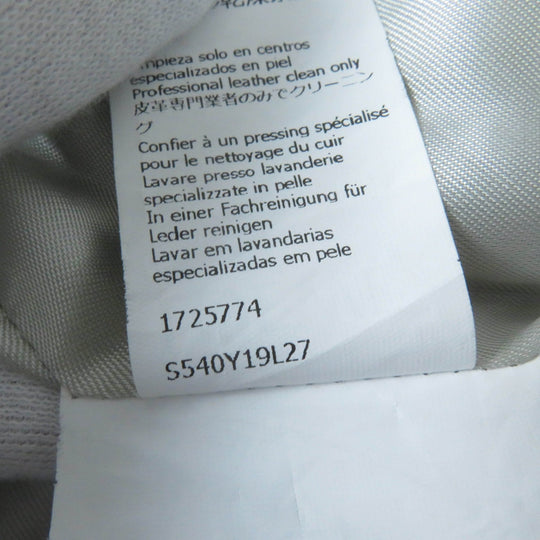 solo en centros
especializados en piel
Professional leather clean only
皮革専門業者のみでクリーニン
グ
Confier à un pressing spécialisé
pour le nettoyage du cuir
Lavare presso lavanderie
specializzate in pelle
In einer Fachreinigung für
Leder reinigen
Lavar em lavandarias
especializadas em pele
1725774
S540Y19L27